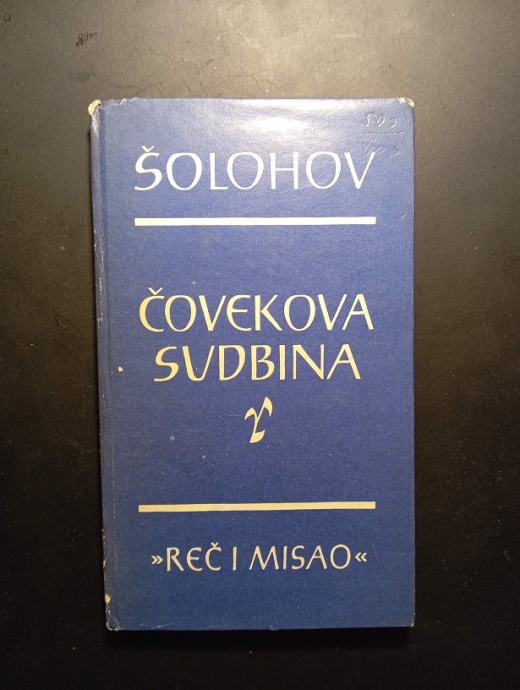 ŠOLOHOV
ČOVEKOVA
SUDBINA
»REČ I MISAO«